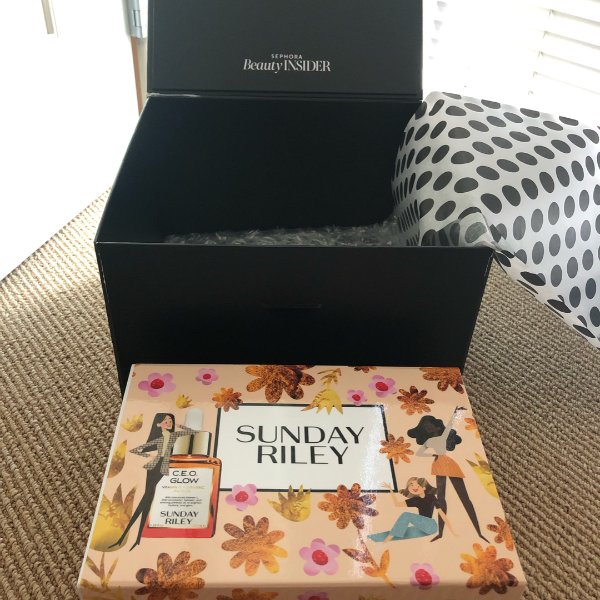 SEPHORA
Beauty INSIDER
SUNDAY
RILEY
C.E.O.
GLOW
SUNDAY
RILEY